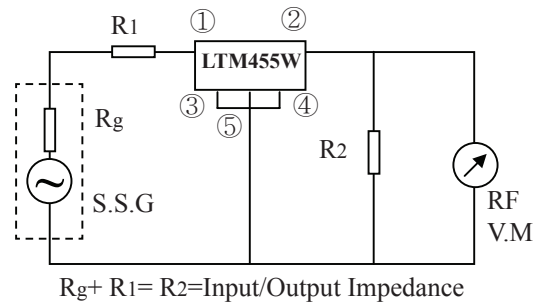 R1
① ②
LTM455W
③ ④
⑤
Rg
R2
S.S.G
RF
V.M
Rg+ R1= R2=Input/Output Impedance